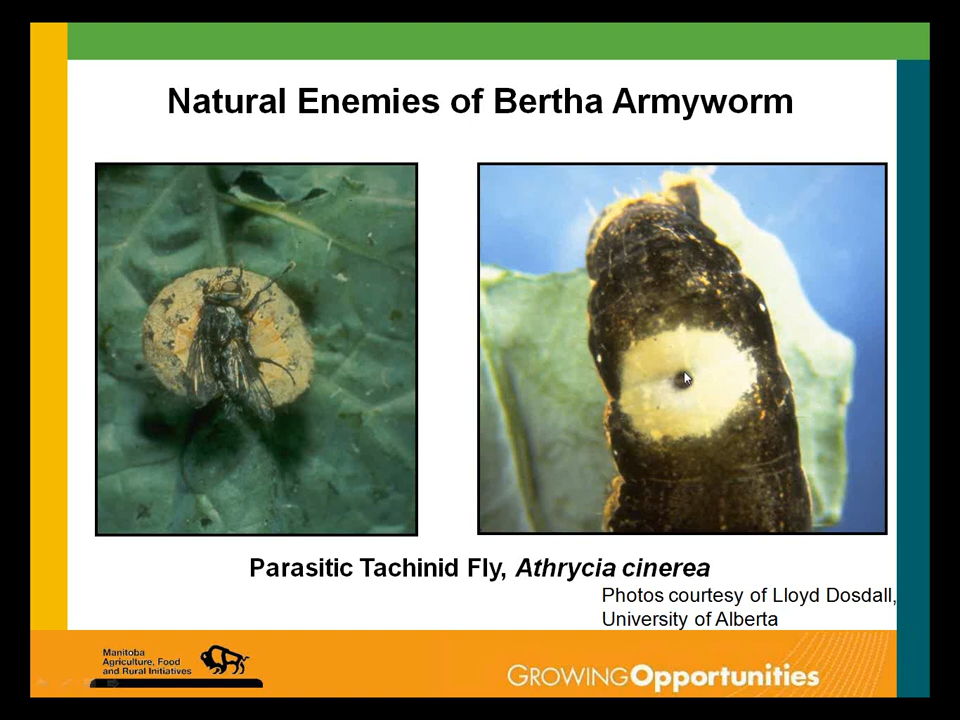 Natural Enemies of Bertha Armyworm
Parasitic Tachinid Fly, Athrycia cinerea
Photos courtesy of Lloyd Dosdall,
University of Alberta
Manitoba
Agriculture, Food
and Rural Initiatives
GROWINGOpportunities